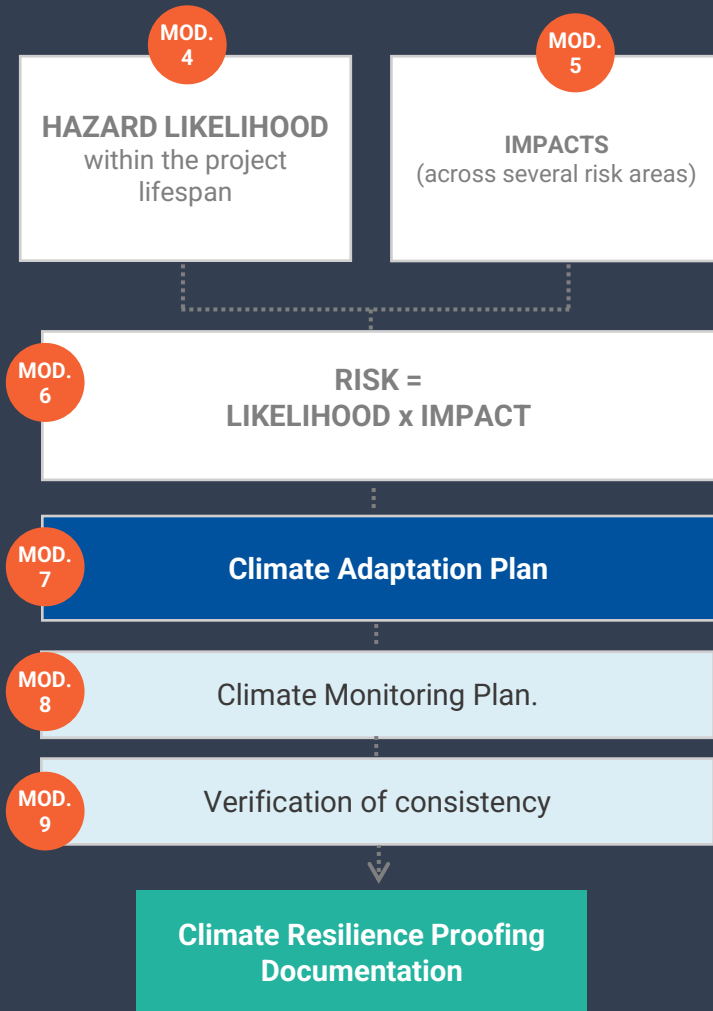 MOD.
4
HAZARD LIKELIHOOD
within the project
lifespan
MOD.
5
IMPACTS
(across several risk areas)
MOD.
6
RISK =
LIKELIHOOD x IMPACT
MOD.
7
Climate Adaptation Plan
MOD.
8
Climate Monitoring Plan.
MOD.
9
Verification of consistency
Climate Resilience Proofing
Documentation